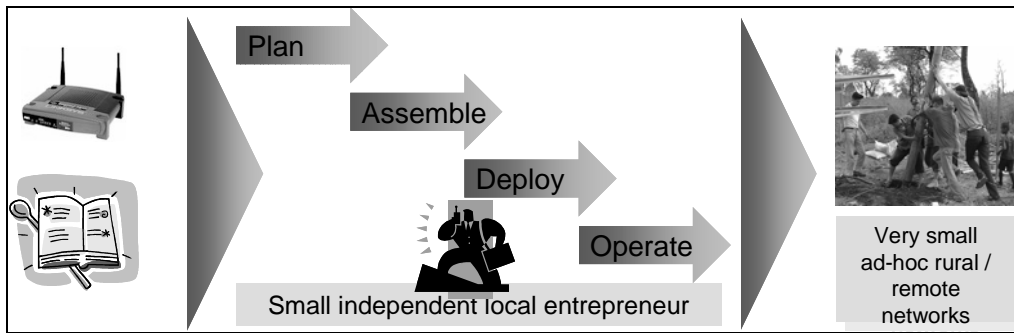 Plan
Assemble
Deploy
Operate
Small independent local entrepreneur
Very small
ad-hoc rural /
remote
networks